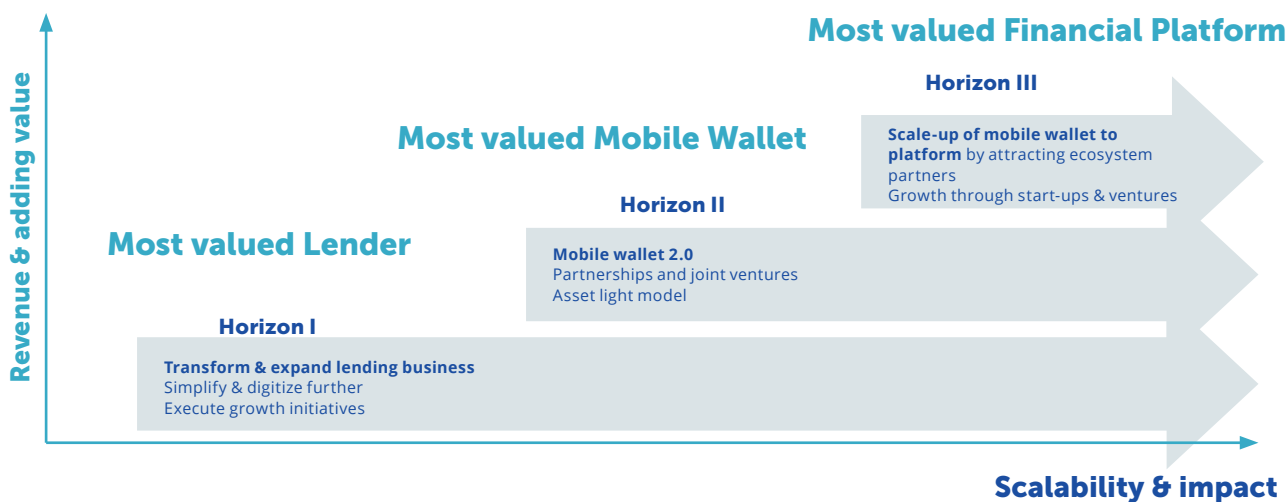 Most valued Financial Platform
Horizon III
Scale-up of mobile wallet to
platform by attracting ecosystem
partners
Growth through start-ups & ventures
Most valued Mobile Wallet
Horizon II
Mobile wallet 2.0
Partnerships and joint ventures
Asset light model
Most valued Lender
Horizon I
Transform & expand lending business
Simplify & digitize further
Execute growth initiatives
Revenue & adding value
Scalability & impact